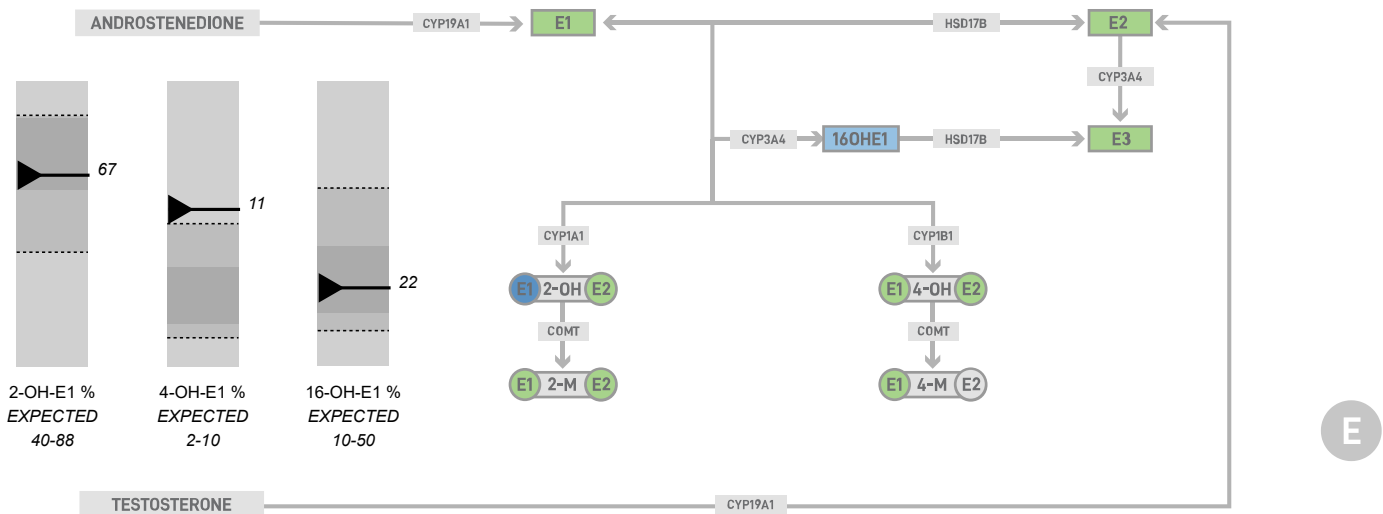 ANDROSTENEDIONE
CYP19A1
E1
HSD17B
E2
CYP3A4
CYP3A4
16OHE1
HSD17B
E3
67
11
22
CYP1A1
CYP1B1
E1 2-OH E2
E1 4-OH E2
COMT
COMT
E1 2-M E2
E1 4-M E2
2-OH-E1 %
EXPECTED
40-88
4-OH-E1 %
EXPECTED
2-10
16-OH-E1 %
EXPECTED
10-50
E
TESTOSTERONE
CYP19A1